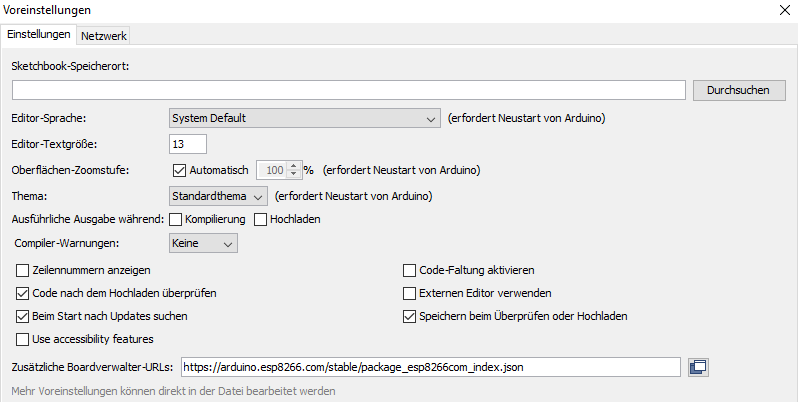 Voreinstellungen
Einstellungen Netzwerk
Sketchbook-Speicherort:
Durchsuchen
Editor-Sprache: System Default (erfordert Neustart von Arduino)
Editor-Textgröße: 13
Oberflächen-Zoomstufe: Automatisch 100 % (erfordert Neustart von Arduino)
Thema: Standardthema (erfordert Neustart von Arduino)
Ausführliche Ausgabe während: Kompilierung Hochladen
Compiler-Warnungen: Keine
Zeilennummern anzeigen Code-Faltung aktivieren
Code nach dem Hochladen überprüfen Externen Editor verwenden
Beim Start nach Updates suchen Speichern beim Überprüfen oder Hochladen
Use accessibility features
Zusätzliche Boardverwalter-URLs: https://arduino.esp8266.com/stable/package_esp8266com_index.json
Mehr Voreinstellungen können direkt in der Datei bearbeitet werden